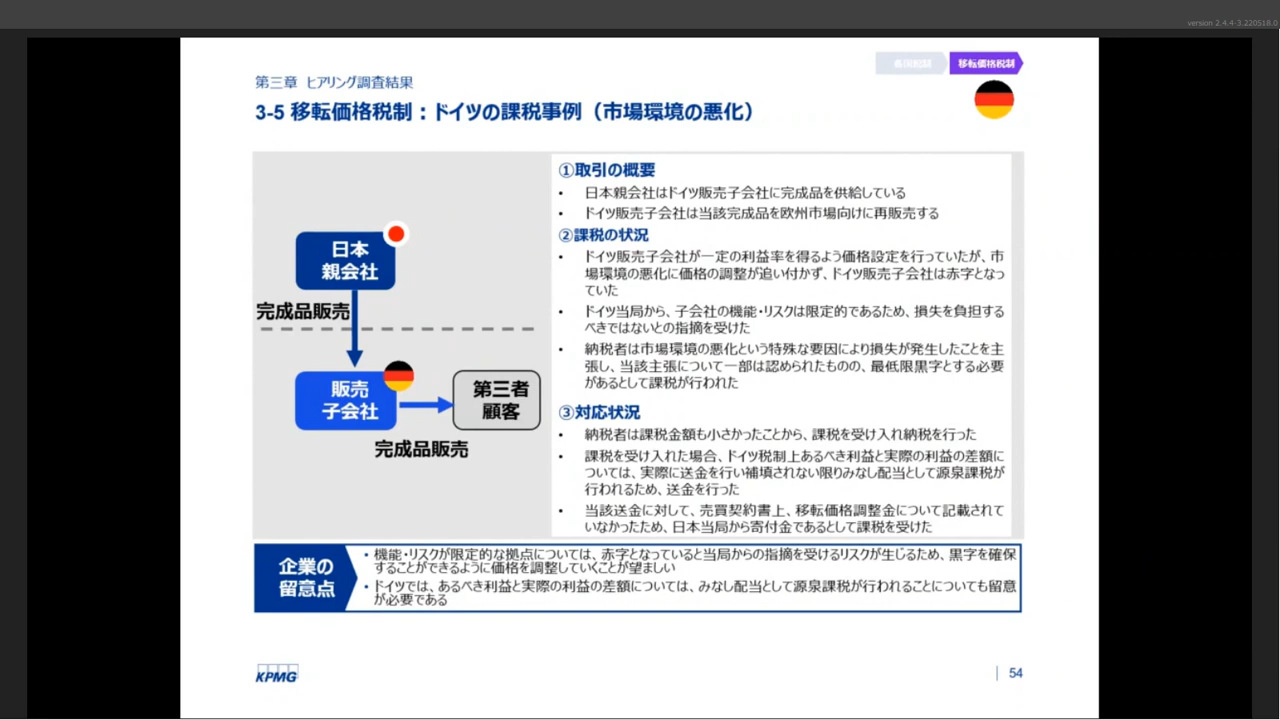 version 2.4.4-3.220518.0
移転価格税制
第三章 ヒアリング調査結果
3-5 移転価格税制：ドイツの課税事例（市場環境の悪化）
日本
親会社
完成品販売
販売
子会社
第三者
顧客
完成品販売
①取引の概要
• 日本親会社はドイツ販売子会社に完成品を供給している
• ドイツ販売子会社は当該完成品を欧州市場向けに再販売する
②課税の状況
• ドイツ販売子会社が一定の利益率を得るよう価格設定を行っていたが、市
場環境の悪化に価格の調整が追い付かず、ドイツ販売子会社は赤字となっ
ていた
• ドイツ当局から、子会社の機能・リスクは限定的であるため、損失を負担する
べきではないとの指摘を受けた
• 納税者は市場環境の悪化という特殊な要因により損失が発生したことを主
張し、当該主張について一部は認められたものの、最低限黒字とする必要
があるとして課税が行われた
③対応状況
• 納税者は課税金額も小さかったことから、課税を受け入れ納税を行った
• 課税を受け入れた場合、ドイツ税制上あるべき利益と実際の利益の差額に
ついては、実際に送金を行い補填されない限りみなし配当として源泉課税が
行われるため、送金を行った
• 当該送金に対して、売買契約書上、移転価格調整金について記載されて
いなかったため、日本当局から寄付金であるとして課税を受けた
企業の
留意点
• 機能・リスクが限定的な拠点については、赤字となっていると当局からの指摘を受けるリスクが生じるため、黒字を確保
することができるように価格を調整していくことが望ましい
• ドイツでは、あるべき利益と実際の利益の差額については、みなし配当として源泉課税が行われることについても留意
が必要である
KPMG
54